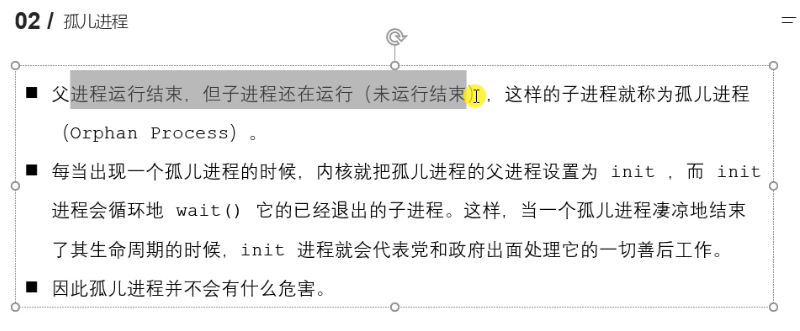 02 / 孤儿进程
■ 父进程运行结束，但子进程还在运行（未运行结束），这样的子进程就称为孤儿进程
（Orphan Process）。
■ 每当出现一个孤儿进程的时候，内核就把孤儿进程的父进程设置为 init ，而 init
进程会循环地 wait() 它的已经退出的子进程。这样，当一个孤儿进程凄凉地结束
了其生命周期的时候，init 进程就会代表党和政府出面处理它的一切善后工作。
■ 因此孤儿进程并不会有什么危害。